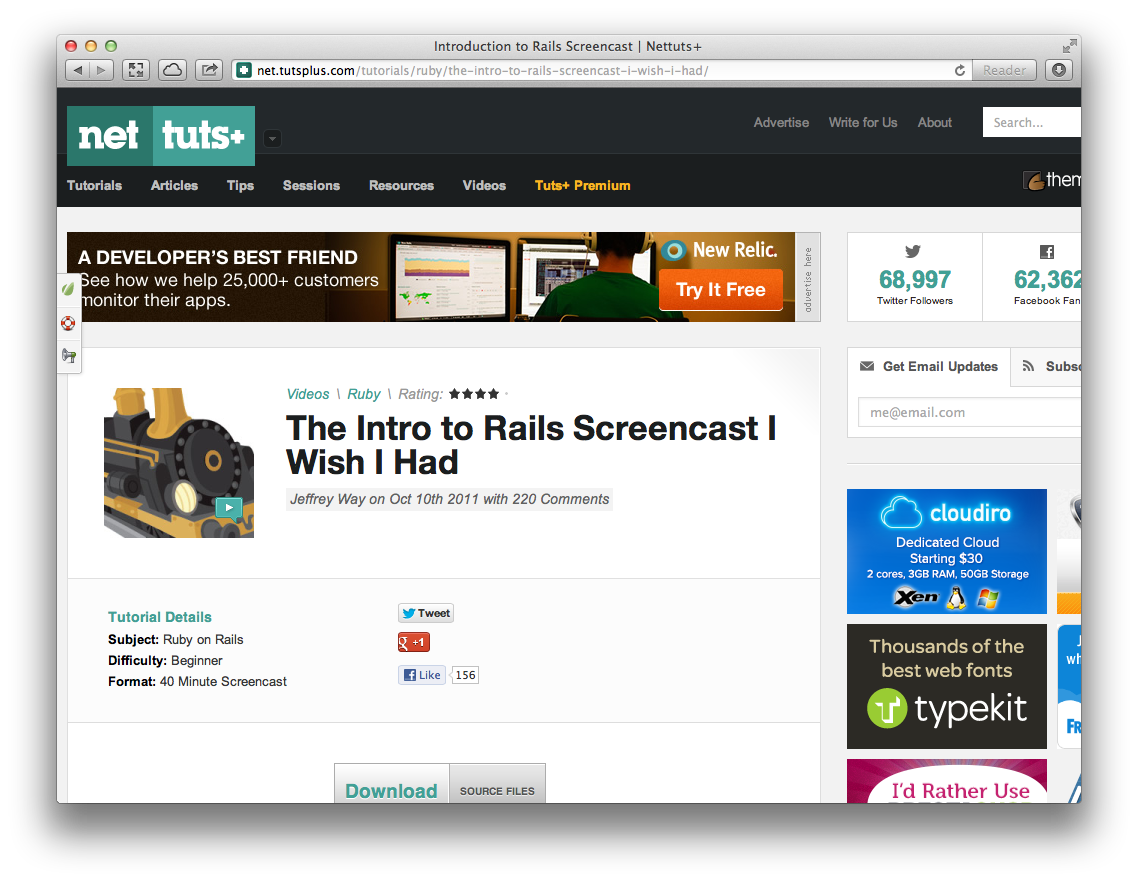 Introduction to Rails Screencast | Nettuts+
net.tutsplus.com/tutorials/ruby/the-intro-to-rails-screencast-i-wish-i-had/
Reader
net tuts+
Advertise Write for Us About
Search...
Tutorials Articles Tips Sessions Resources Videos Tuts+ Premium
them
A DEVELOPER'S BEST FRIEND
See how we help 25,000+ customers
monitor their apps.
New Relic.
Try It Free
advertise here
68,997
Twitter Followers
62,362
Facebook Fan
Get Email Updates
Subs
me@email.com
Videos \ Ruby \ Rating:
The Intro to Rails Screencast I
Wish I Had
Jeffrey Way on Oct 10th 2011 with 220 Comments
Tutorial Details
Subject: Ruby on Rails
Difficulty: Beginner
Format: 40 Minute Screencast
Tweet
g +1
Like 156
Download
SOURCE FILES
cloudiro
Dedicated Cloud
Starting $30
2 cores, 3GB RAM, 50GB Storage
Xen
Thousands of the
best web fonts
typekit
I'd Rather Use
J
wh
FR